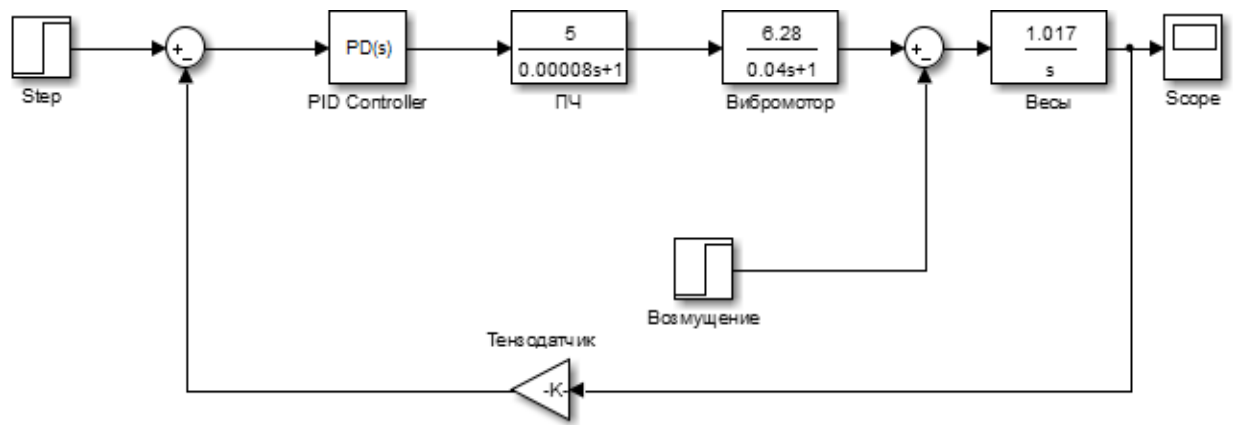 Step
+
−
PD(s)
PID Controller
5
0.00008s+1
ПЧ
6.28
0.04s+1
Вибромотор
+
−
1.017
s
Весы
Scope
Возмущение
Тензодатчик
-K-